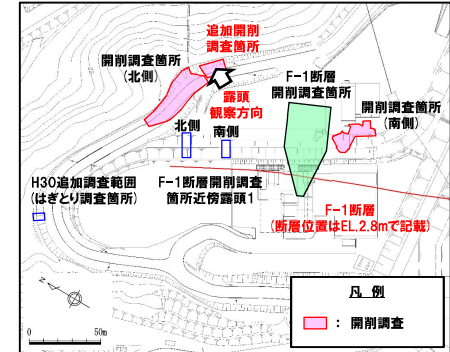 追加開削
調査箇所
開削調査箇所
(北側)
F-1断層
開削調査箇所
露頭
観察方向
開削調査箇所
(南側)
北側
南側
H30追加調査範囲
(はぎとり調査箇所)
F-1断層開削調査
箇所近傍露頭1
F-1断層
(断層位置はEL.2.8mで記載)
N
凡 例
: 開削調査
0 50m